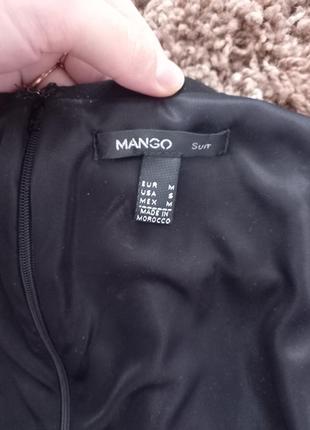 MANGO SUIT
EUR M
USA S
MEX M
MADE IN
MOROCCO